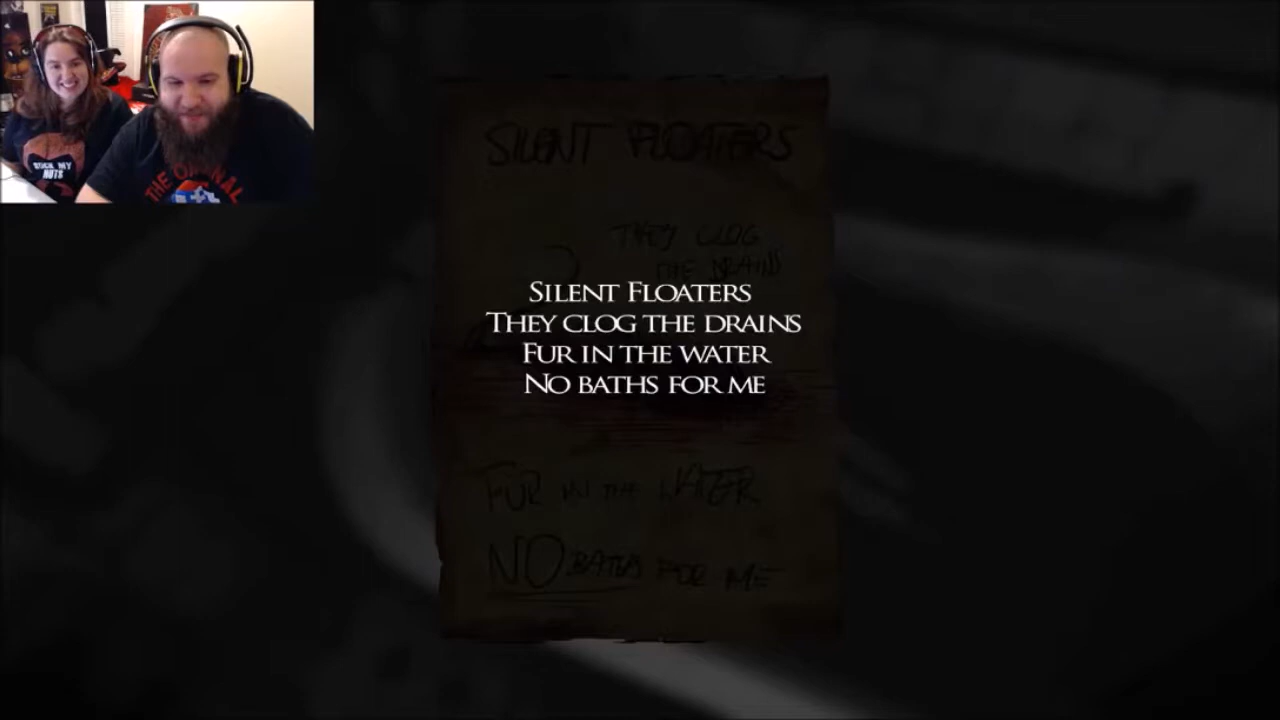 STICK MY
NUTS
THE ORIGINAL
SILENT FLOATERS
THEY CLOG
THE DRAINS
SILENT FLOATERS
THEY CLOG THE DRAINS
FUR IN THE WATER
NO BATHS FOR ME
FUR IN THE WATER
NO BATHS FOR ME